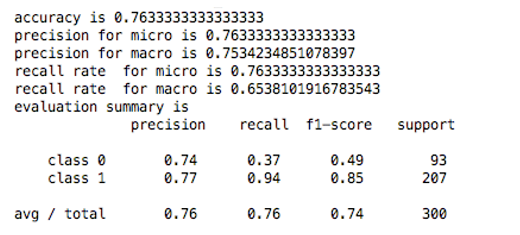 accuracy is 0.7633333333333333
precision for micro is 0.7633333333333333
precision for macro is 0.7534234851078397
recall rate  for micro is 0.7633333333333333
recall rate  for macro is 0.6538101916783543
evaluation summary is
precision recall f1-score support
class 0 0.74 0.37 0.49 93
class 1 0.77 0.94 0.85 207
avg / total 0.76 0.76 0.74 300